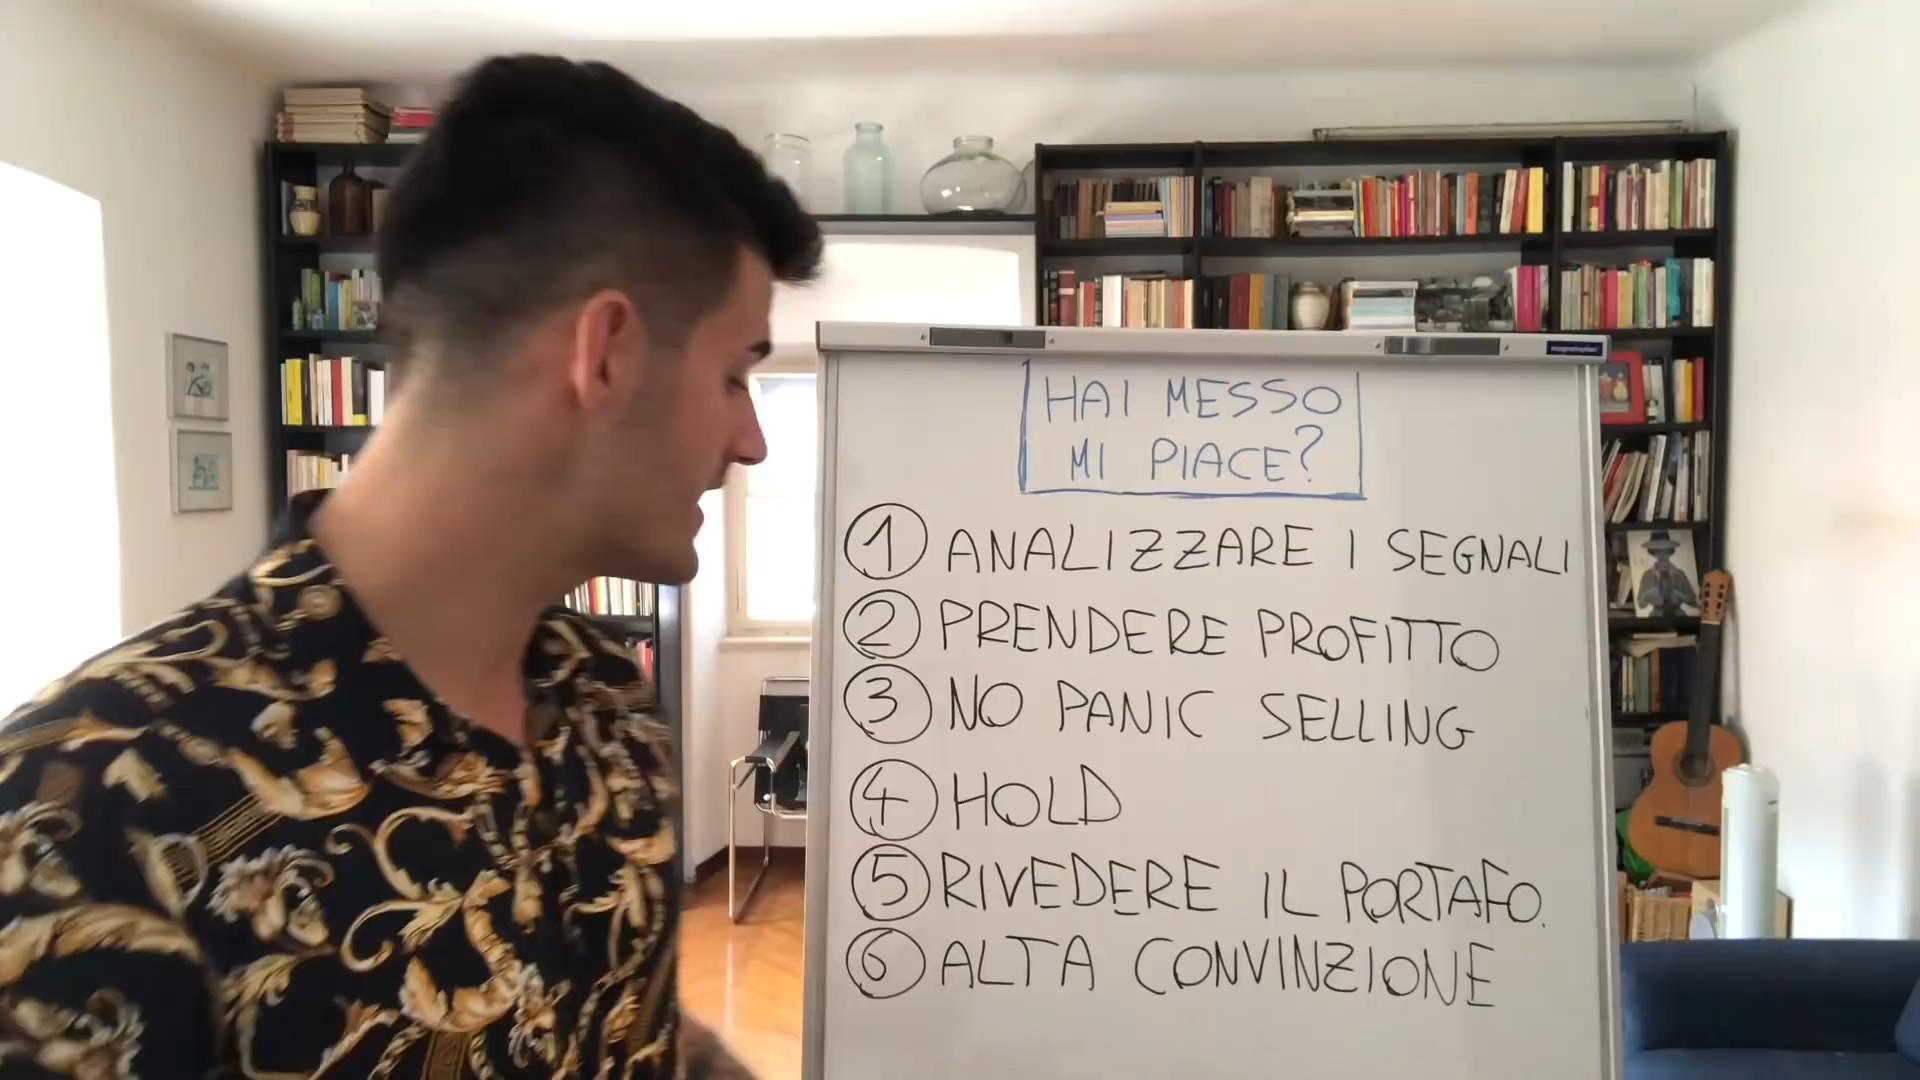 HAI MESSO
MI PIACE?
1 ANALIZZARE I SEGNALI
2 PRENDERE PROFITTO
3 NO PANIC SELLING
4 HOLD
5 RIVEDERE IL PORTAFO.
6 ALTA CONVINZIONE